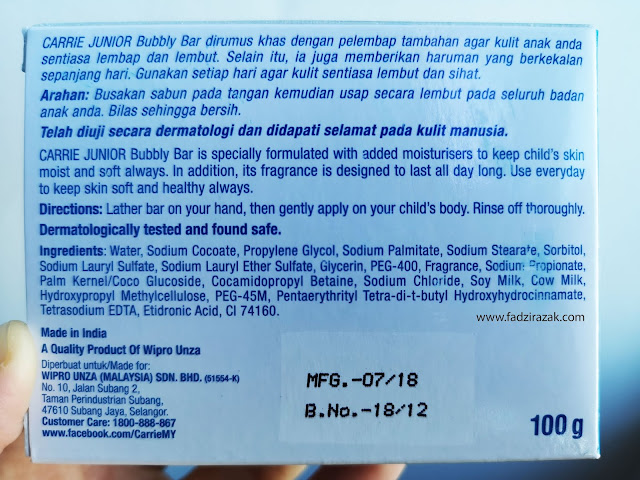 CARRIE JUNIOR Bubbly Bar dirumus khas dengan pelembap tambahan agar kulit anak anda
sentiasa lembap dan lembut. Selain itu, ia juga memberikan haruman yang berkekalan
sepanjang hari. Gunakan setiap hari agar kulit sentiasa lembut dan sihat.
Arahan: Busakan sabun pada tangan kemudian usap secara lembut pada seluruh badan
anak anda. Bilas sehingga bersih.
Telah diuji secara dermatologi dan didapati selamat pada kulit manusia.
CARRIE JUNIOR Bubbly Bar is specially formulated with added moisturisers to keep child's skin
moist and soft always. In addition, its fragrance is designed to last all day long. Use everyday
to keep skin soft and healthy always.
Directions: Lather bar on your hand, then gently apply on your child's body. Rinse off thoroughly.
Dermatologically tested and found safe.
Ingredients: Water, Sodium Cocoate, Propylene Glycol, Sodium Palmitate, Sodium Stearate, Sorbitol,
Sodium Lauryl Sulfate, Sodium Lauryl Ether Sulfate, Glycerin, PEG-400, Fragrance, Sodium Propionate,
Palm Kernel/Coco Glucoside, Cocamidopropyl Betaine, Sodium Chloride, Soy Milk, Cow Milk,
Hydroxypropyl Methylcellulose, PEG-45M, Pentaerythrityl Tetra-di-t-butyl Hydroxyhydrocinnamate,
Tetrasodium EDTA, Etidronic Acid, CI 74160.
www.fadzirazak.com
Made in India
A Quality Product Of Wipro Unza
Diperbuat untuk/Made for:
WIPRO UNZA (MALAYSIA) SDN. BHD. (51554-K)
No. 10, Jalan Subang 2,
Taman Perindustrian Subang,
47610 Subang Jaya, Selangor.
Customer Care: 1800-888-867
www.facebook.com/CarrieMY
MFG.-07/18
B.No.-18/12
100 g